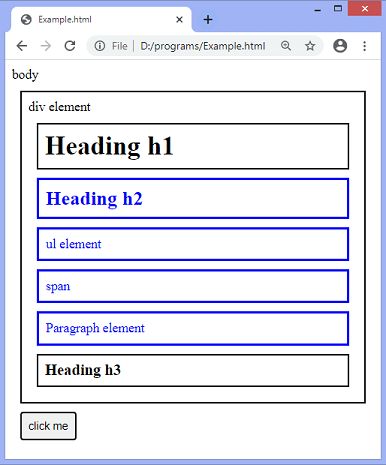 Example.html
File | D:/programs/Example.html
body
div element
Heading h1
Heading h2
ul element
span
Paragraph element
Heading h3
click me